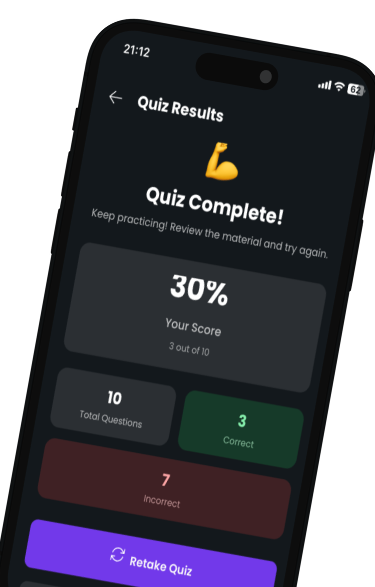 21:12
62
Quiz Results
Quiz Complete!
Keep practicing! Review the material and try again.
30%
Your Score
3 out of 10
10
Total Questions
3
Correct
7
Incorrect
Retake Quiz